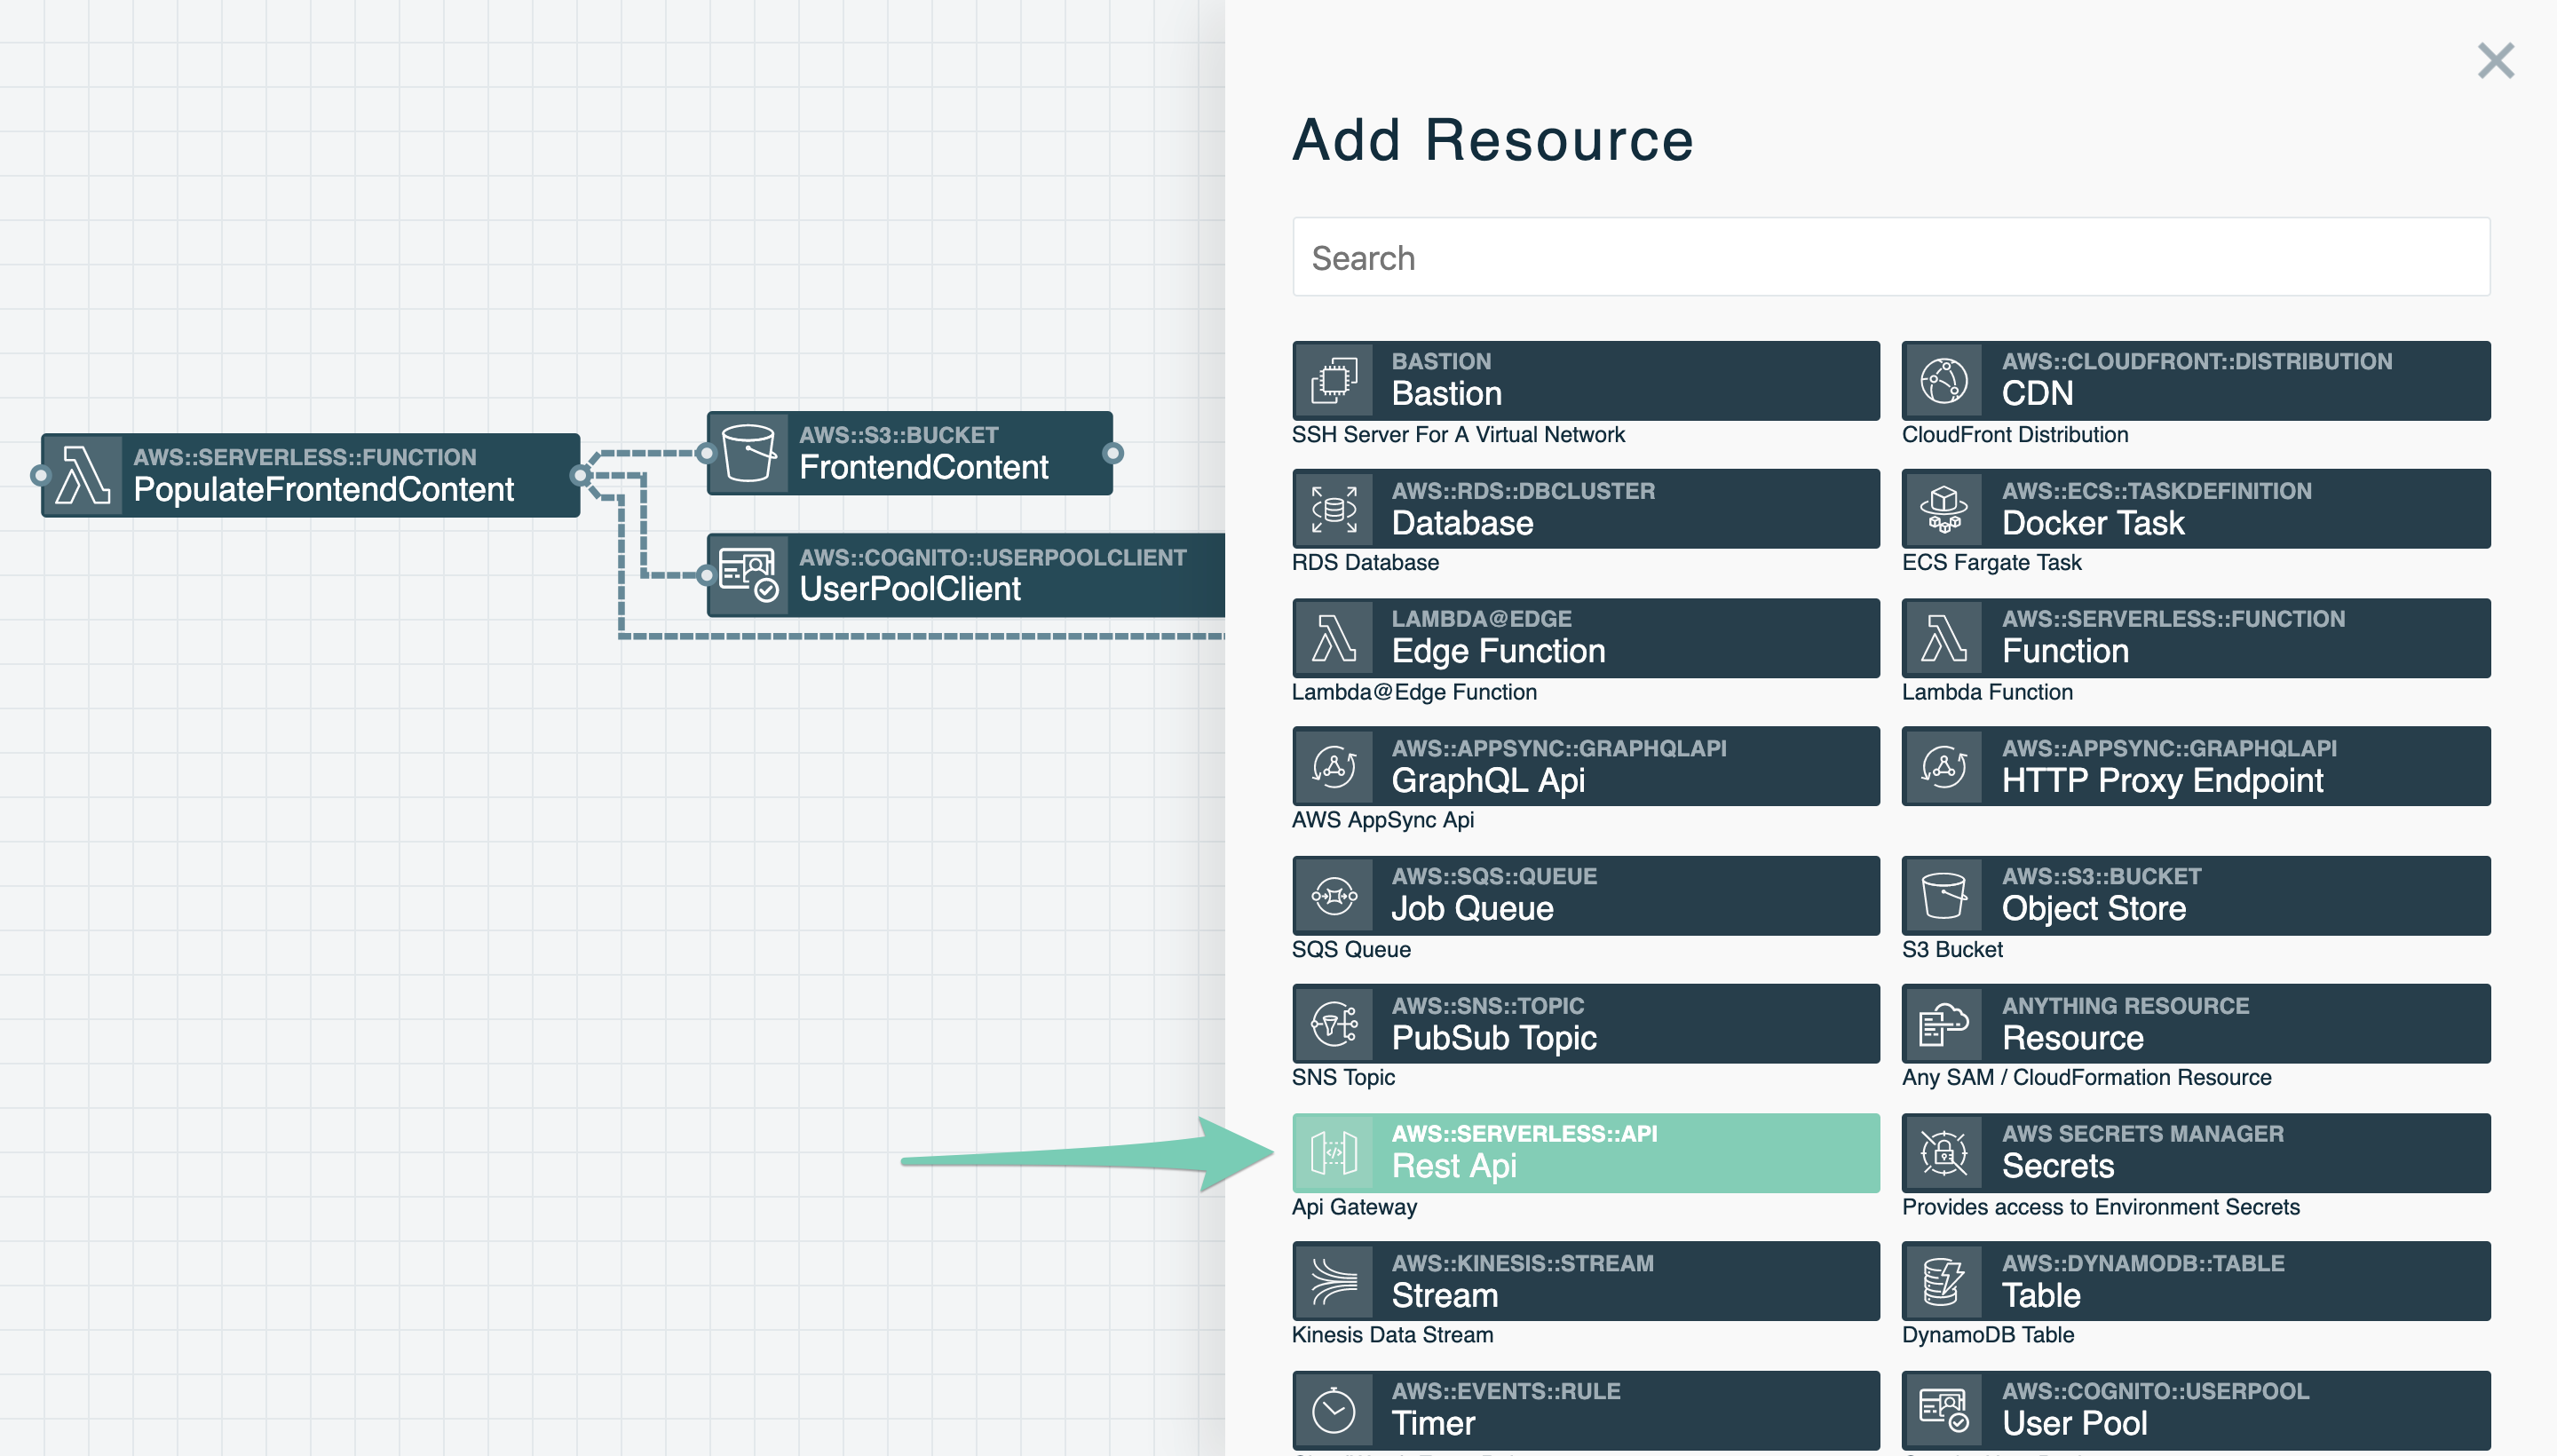 AWS::SERVERLESS::FUNCTION
PopulateFrontendContent
AWS::S3::BUCKET
FrontendContent
AWS::COGNITO::USERPOOLCLIENT
UserPoolClient
Add Resource
Search
BASTION
Bastion
SSH Server For A Virtual Network
AWS::CLOUDFRONT::DISTRIBUTION
CDN
CloudFront Distribution
AWS::RDS::DBCLUSTER
Database
RDS Database
AWS::ECS::TASKDEFINITION
Docker Task
ECS Fargate Task
LAMBDA@EDGE
Edge Function
Lambda@Edge Function
AWS::SERVERLESS::FUNCTION
Function
Lambda Function
AWS::APPSYNC::GRAPHQLAPI
GraphQL Api
AWS AppSync Api
AWS::APPSYNC::GRAPHQLAPI
HTTP Proxy Endpoint
AWS::SQS::QUEUE
Job Queue
SQS Queue
AWS::S3::BUCKET
Object Store
S3 Bucket
AWS::SNS::TOPIC
PubSub Topic
SNS Topic
ANYTHING RESOURCE
Resource
Any SAM / CloudFormation Resource
AWS::SERVERLESS::API
Rest Api
Api Gateway
AWS SECRETS MANAGER
Secrets
Provides access to Environment Secrets
AWS::KINESIS::STREAM
Stream
Kinesis Data Stream
AWS::DYNAMODB::TABLE
Table
DynamoDB Table
AWS::EVENTS::RULE
Timer
AWS::COGNITO::USERPOOL
User Pool